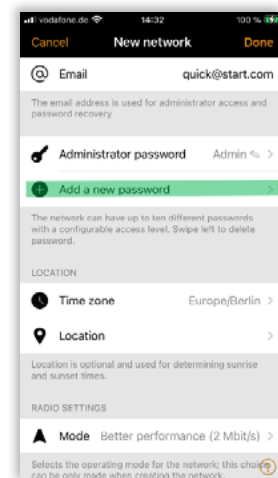 vodafone.de 14:32 100 %
Cancel New network Done
Email quick@start.com
The email address is used for administrator access and
password recovery
Administrator password Admin
Add a new password
The network can have up to ten different passwords
with a configurable access level. Swipe left to delete
password.
LOCATION
Time zone Europe/Berlin
Location
Location is optional and used for determining sunrise
and sunset times.
RADIO SETTINGS
Mode Better performance (2 Mbit/s)
Selects the operating mode for the network; this choice
can be only made when creating the network.